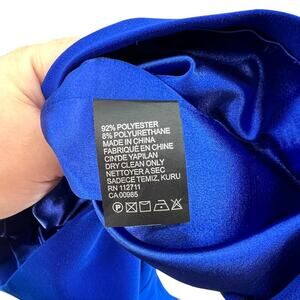 92% POLYESTER
8% POLYURETHANE
MADE IN CHINA
FABRIQUÉ EN CHINE
CIN'DE YAPILAN
DRY CLEAN ONLY
NETTOYER A SEC
SADECE TEMIZ, KURU
RN 112711
CA 00985